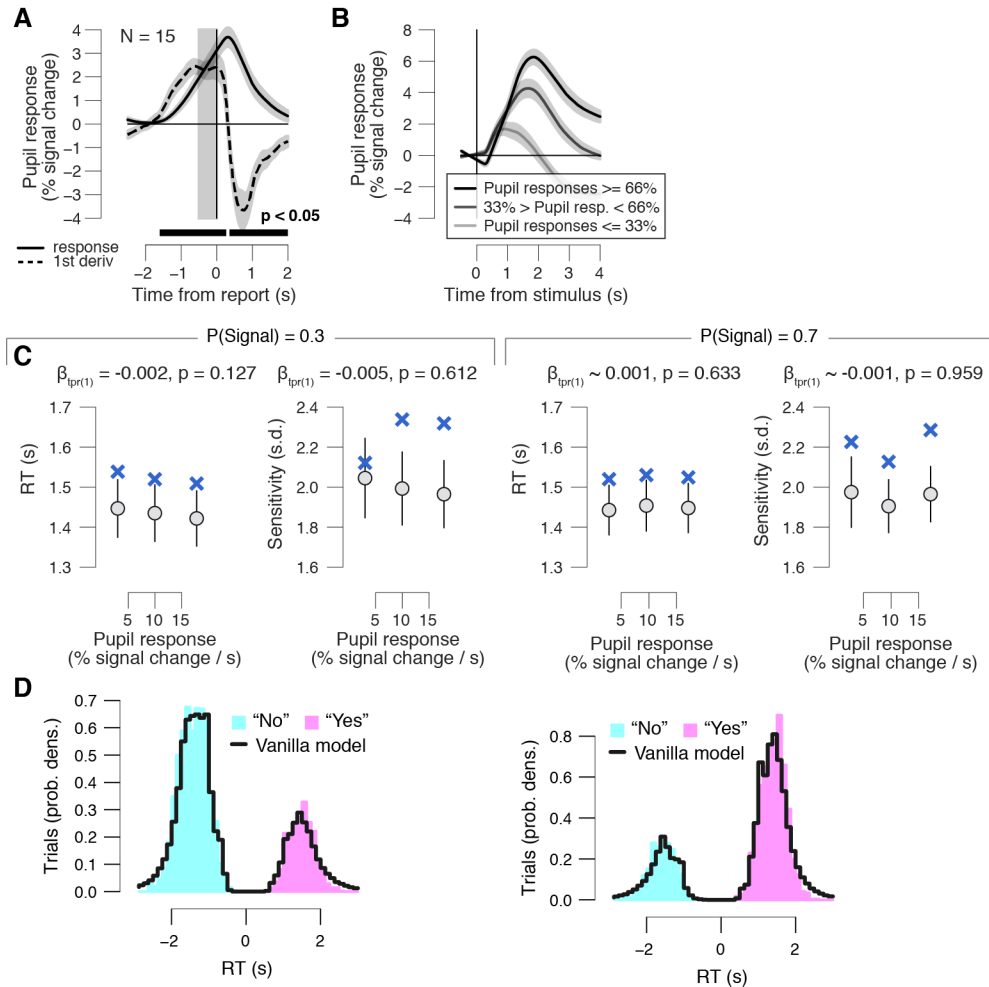 A
B
N = 15
Pupil response
(% signal change)
4
3
2
1
0
1
2
−3
−4
p < 0.05
response
1st deriv
−2 −1 0 1 2
Time from report (s)
Pupil response
(% signal change)
8
6
4
2
0
−2
−4
Pupil responses >= 66%
33% > Pupil resp. < 66%
Pupil responses <= 33%
0 1 2 3 4
Time from stimulus (s)
C
P(Signal) = 0.3
P(Signal) = 0.7
βtpr(1) = -0.002, p = 0.127
βtpr(1) = -0.005, p = 0.612
βtpr(1) ~ 0.001, p = 0.633
βtpr(1) ~ -0.001, p = 0.959
RT (s)
1.7
1.6
1.5
1.4
1.3
5 10 15
Pupil response
(% signal change / s)
Sensitivity (s.d.)
2.4
2.2
2.0
1.8
1.6
5 10 15
Pupil response
(% signal change / s)
RT (s)
1.7
1.6
1.5
1.4
1.3
5 10 15
Pupil response
(% signal change / s)
Sensitivity (s.d.)
2.4
2.2
2.0
1.8
1.6
5 10 15
Pupil response
(% signal change / s)
D
Trials (prob. dens.)
0.7
0.6
0.5
0.4
0.3
0.2
0.1
0.0
“No” “Yes”
Vanilla model
−2 0 2
RT (s)
Trials (prob. dens.)
0.8
0.6
0.4
0.2
0.0
“No” “Yes”
Vanilla model
−2 0 2
RT (s)